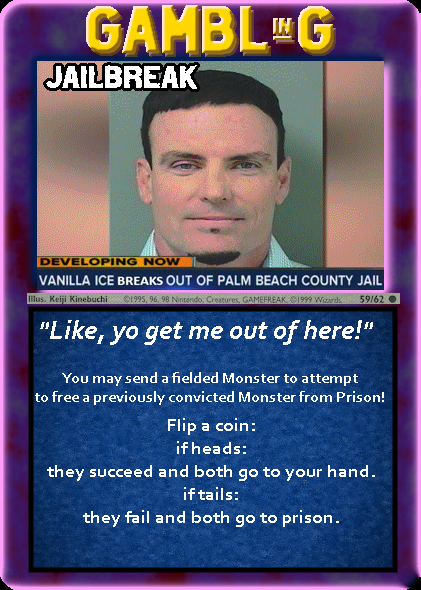 GAMBLinG
JAILBREAK
DEVELOPING NOW
VANILLA ICE BREAKS OUT OF PALM BEACH COUNTY JAIL
Illus. Keiji Kinebuchi ©1995, 96, 98 Nintendo, Creatures, GAMEFREAK. ©1999 Wizards. 59/62 ●
"Like, yo get me out of here!"
You may send a fielded Monster to attempt
to free a previously convicted Monster from Prison!
Flip a coin:
if heads:
they succeed and both go to your hand.
if tails:
they fail and both go to prison.